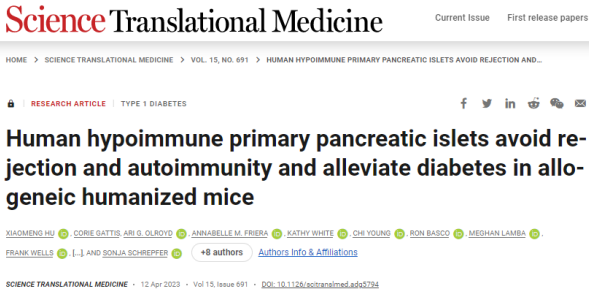 Science Translational Medicine
Current Issue First release papers
HOME > SCIENCE TRANSLATIONAL MEDICINE > VOL. 15, NO. 691 > HUMAN HYPOIMMUNE PRIMARY PANCREATIC ISLETS AVOID REJECTION AND…
RESEARCH ARTICLE | TYPE 1 DIABETES
Human hypoimmune primary pancreatic islets avoid re-
jection and autoimmunity and alleviate diabetes in allo-
geneic humanized mice
XIAOMENG HU, CORIE GATTIS, ARI G. OLROYD, ANNABELLE M. FRIERA, KATHY WHITE, CHI YOUNG, RON BASCO, MEGHAN LAMBA,
FRANK WELLS, [...], AND SONJA SCHREPFER +8 authors Authors Info & Affiliations
SCIENCE TRANSLATIONAL MEDICINE • 12 Apr 2023 • Vol 15, Issue 691 • DOI: 10.1126/scitranslmed.adg5794